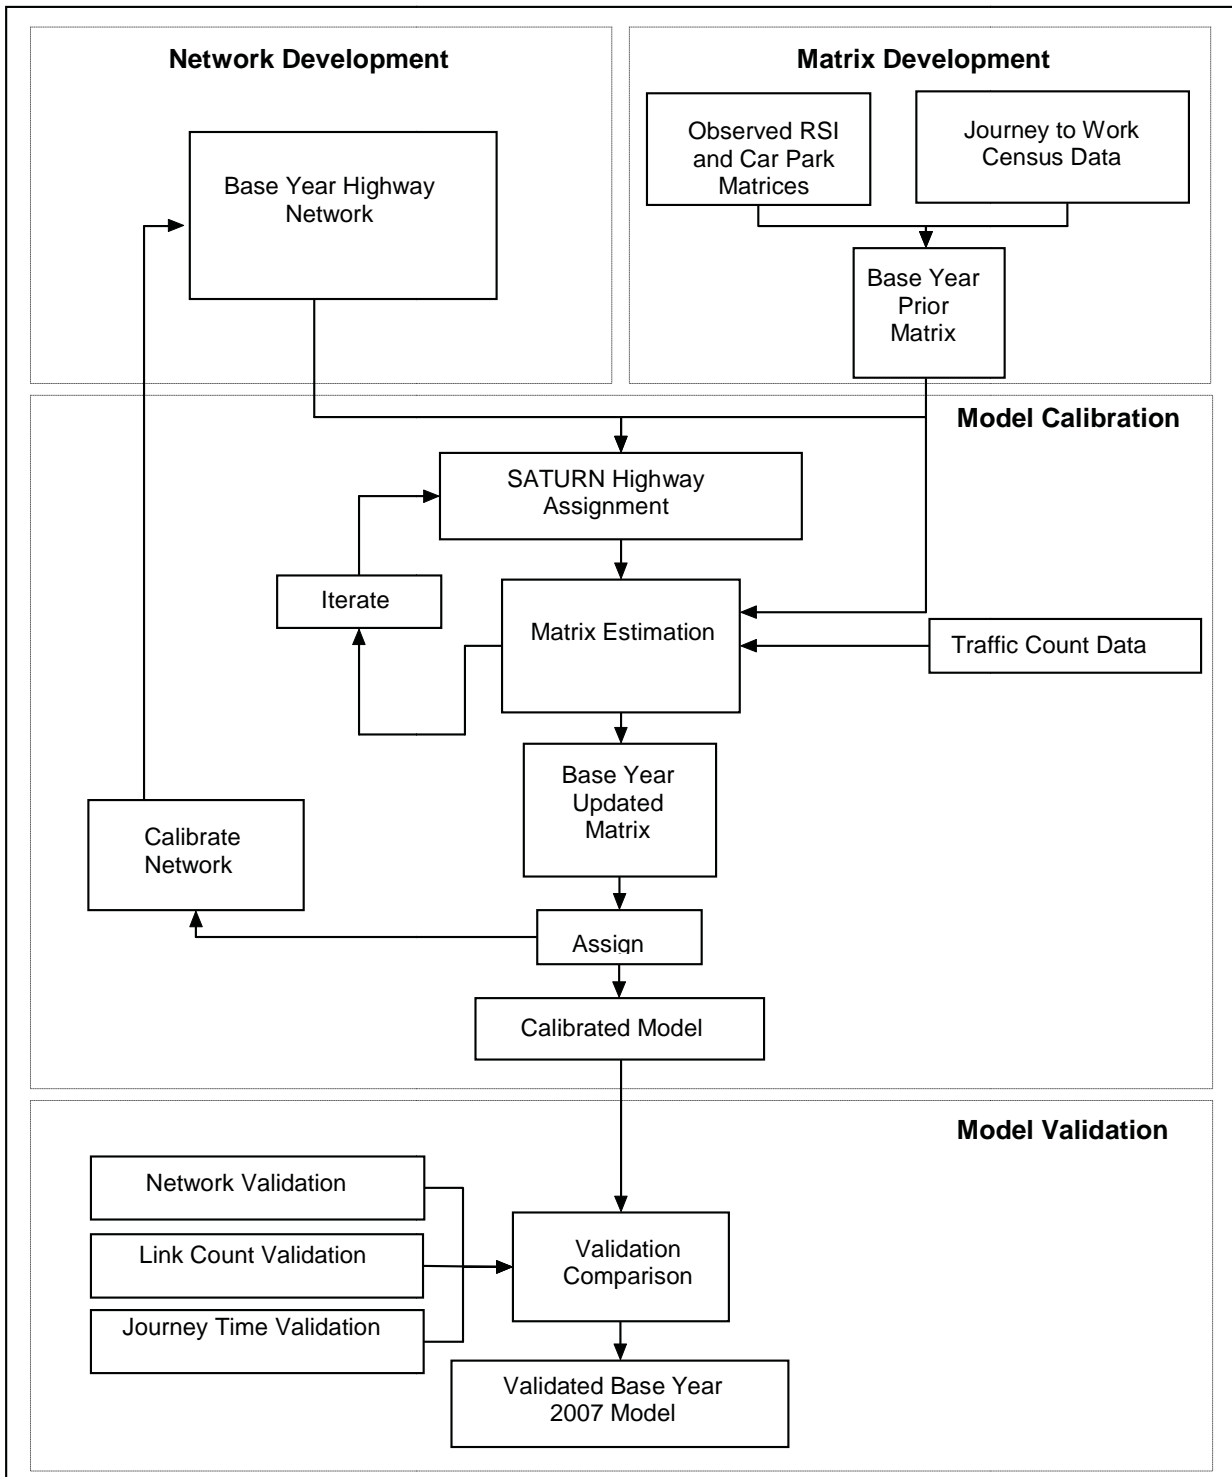 Network Development
Base Year Highway
Network
Matrix Development
Observed RSI
and Car Park
Matrices
Journey to Work
Census Data
Base Year
Prior
Matrix
Model Calibration
SATURN Highway
Assignment
Iterate
Matrix Estimation
Traffic Count Data
Base Year
Updated
Matrix
Calibrate
Network
Assign
Calibrated Model
Model Validation
Network Validation
Link Count Validation
Journey Time Validation
Validation
Comparison
Validated Base Year
2007 Model